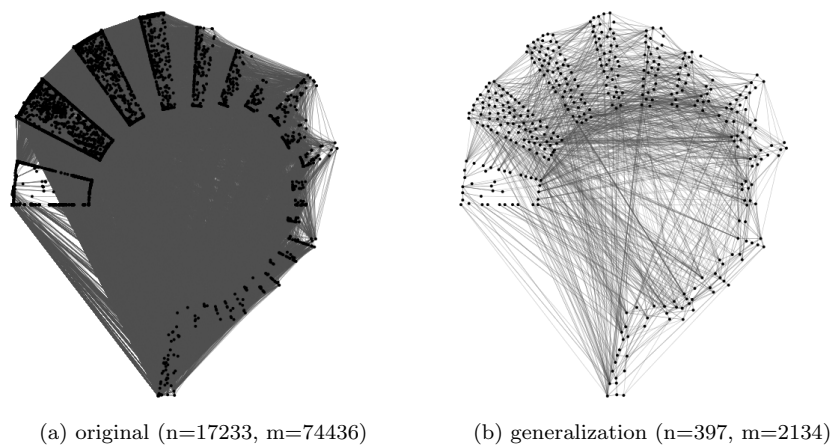 (a) original (n=17233, m=74436)
(b) generalization (n=397, m=2134)